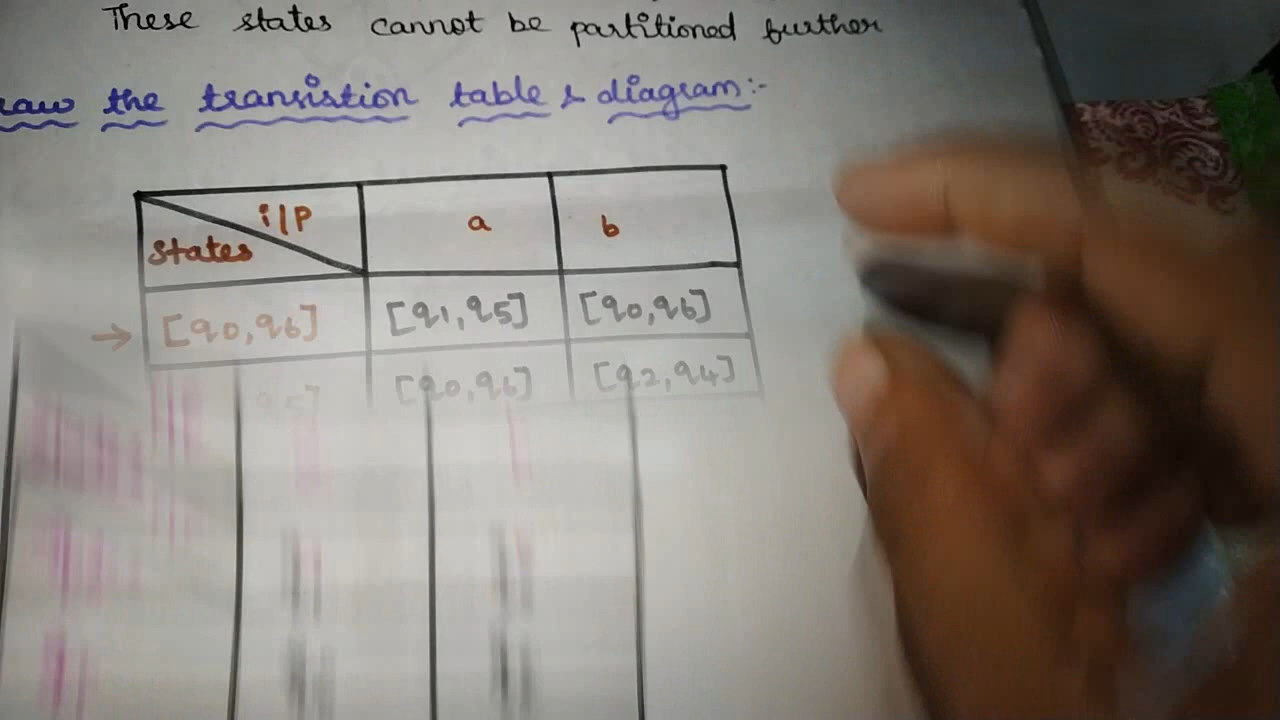 These states cannot be partitioned further
raw the transistion table & diagram:-
i/P
States
a
b
→ [q0,q6] [q1,q5] [q0,q6]
[q0,q6] [q2,q4]